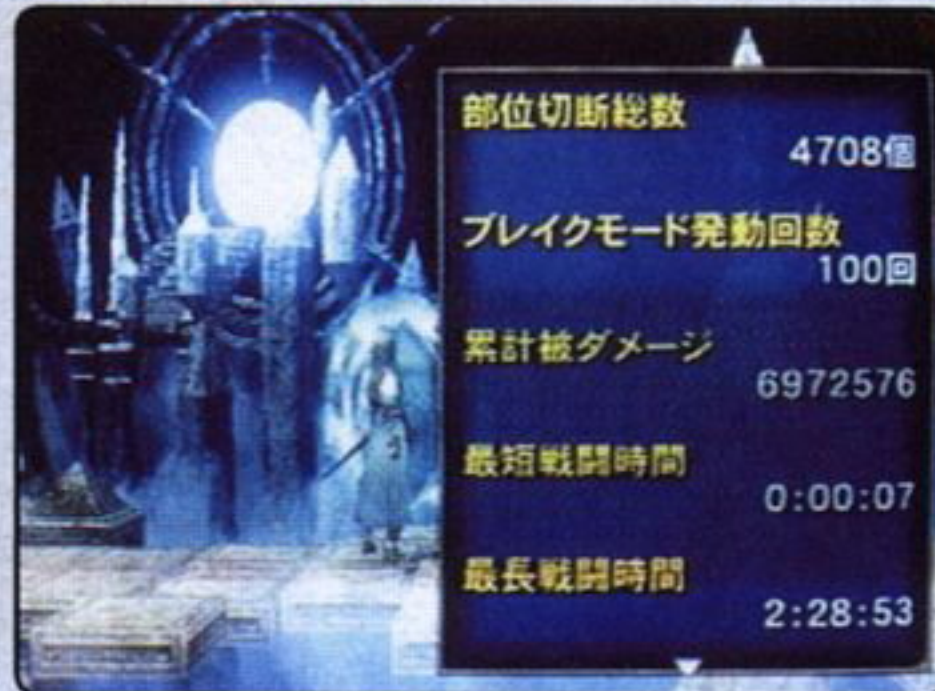 部位切断総数
4708個
ブレイクモード発動回数
100回
累計被ダメージ
6972576
最短戦闘時間
0:00:07
最長戦闘時間
2:28:53